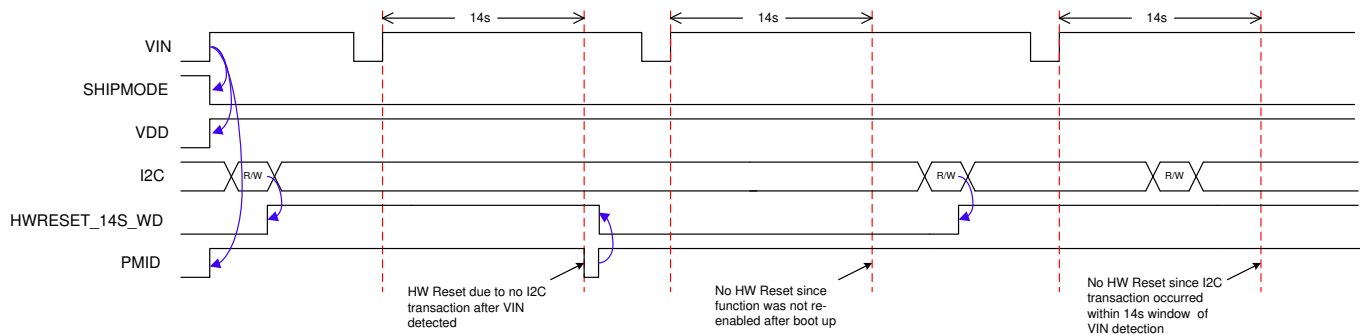 14s
14s
14s
VIN
SHIPMODE
VDD
I2C
R/W
R/W
R/W
HWRESET_14S_WD
PMID
HW Reset due to no I2C
transaction after VIN
detected
No HW Reset since
function was not re-
enabled after boot up
No HW Reset since I2C
transaction occurred
within 14s window of
VIN detection